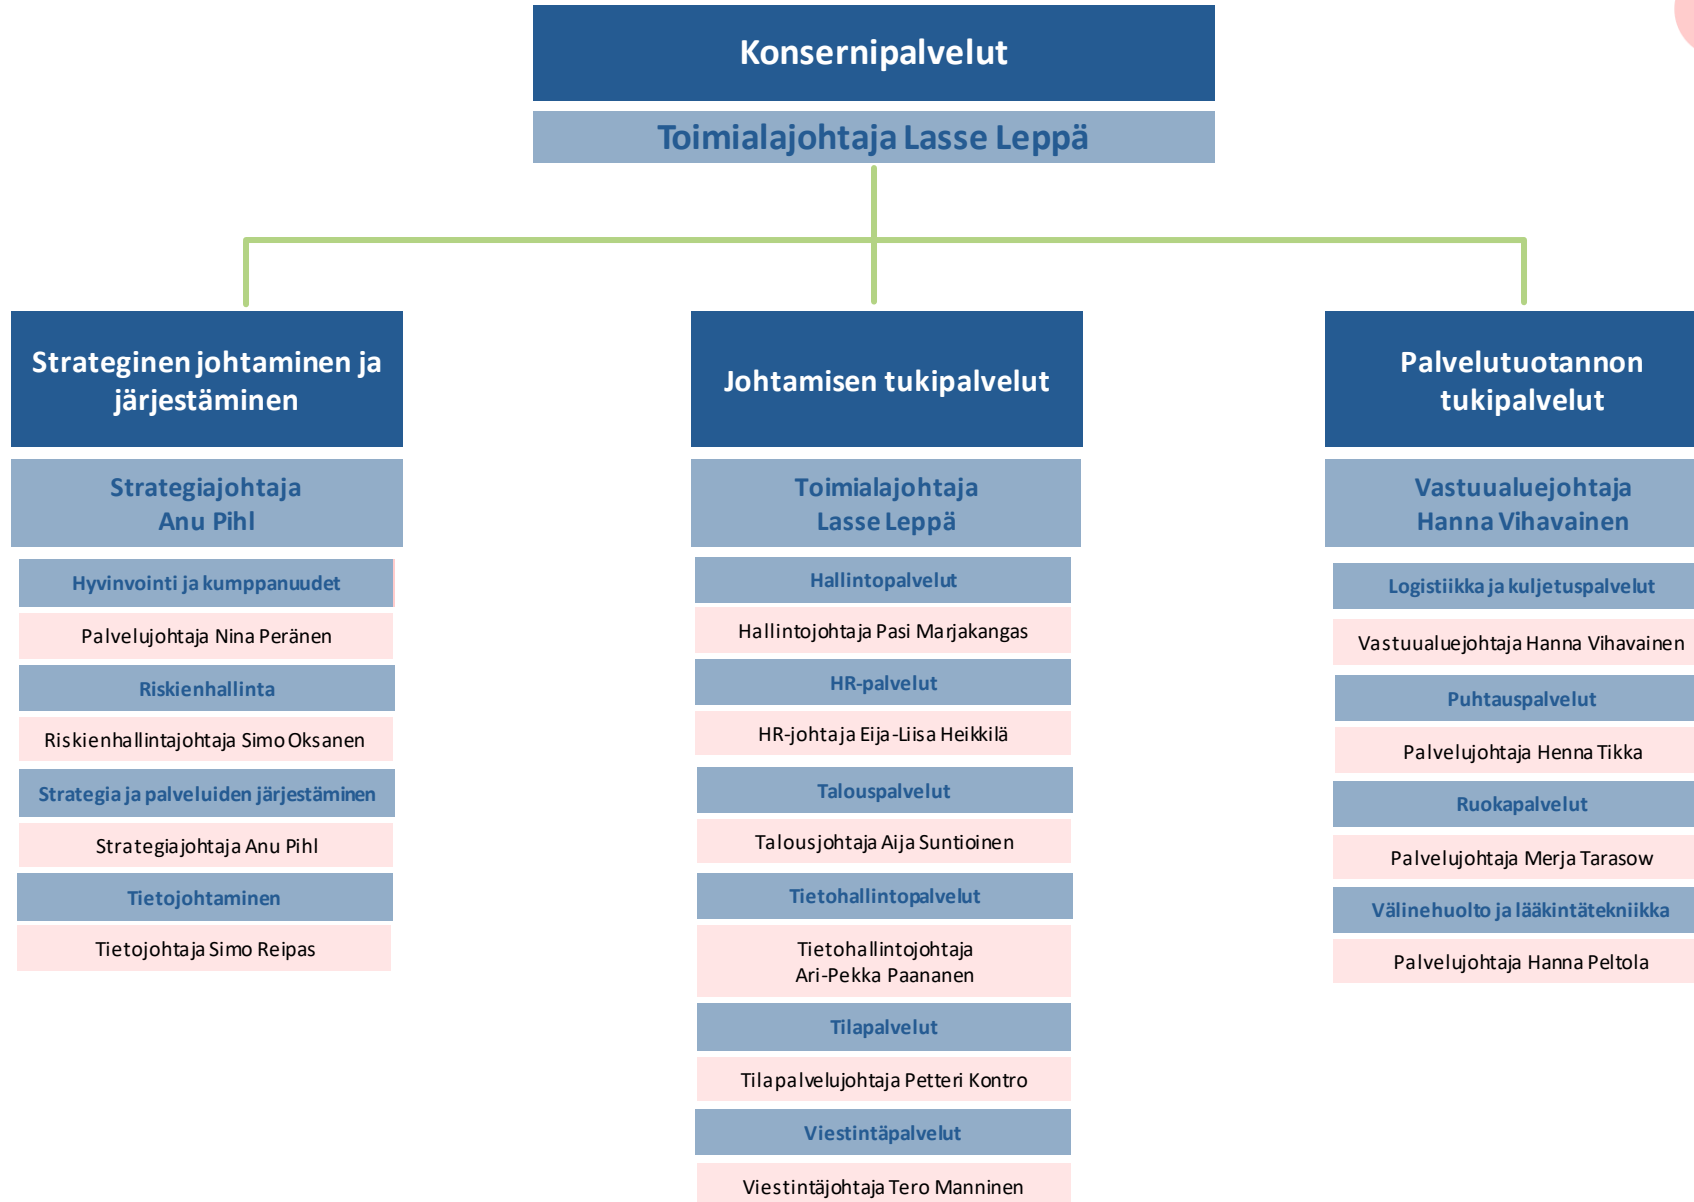 Konsernipalvelut
Toimialajohtaja Lasse Leppä
Strateginen johtaminen ja
järjestäminen
Strategiajohtaja
Anu Pihl
Hyvinvointi ja kumppanuudet
Palvelujohtaja Nina Peränen
Riskienhallinta
Riskienhallintajohtaja Simo Oksanen
Strategia ja palveluiden järjestäminen
Strategiajohtaja Anu Pihl
Tietojohtaminen
Tietojohtaja Simo Reipas
Johtamisen tukipalvelut
Toimialajohtaja
Lasse Leppä
Hallintopalvelut
Hallintojohtaja Pasi Marjakangas
HR-palvelut
HR-johtaja Eija-Liisa Heikkilä
Talouspalvelut
Talousjohtaja Aija Suntioinen
Tietohallintopalvelut
Tietohallintojohtaja
Ari-Pekka Paananen
Tilapalvelut
Tilapalvelujohtaja Petteri Kontro
Viestintäpalvelut
Viestintäjohtaja Tero Manninen
Palvelutuotannon
tukipalvelut
Vastuualuejohtaja
Hanna Vihavainen
Logistiikka ja kuljetuspalvelut
Vastuualuejohtaja Hanna Vihavainen
Puhtauspalvelut
Palvelujohtaja Henna Tikka
Ruokapalvelut
Palvelujohtaja Merja Tarasow
Välinehuolto ja lääkintätekniikka
Palvelujohtaja Hanna Peltola